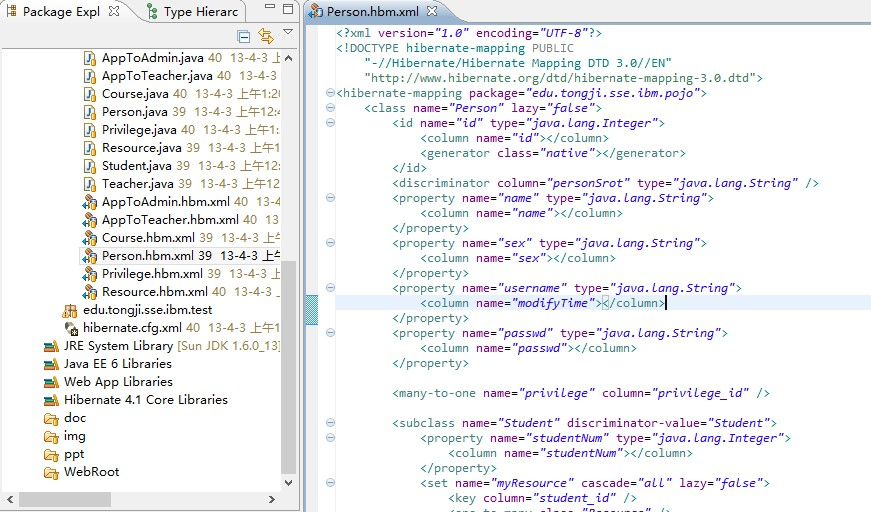 Package Expl
Type Hierarc
AppToAdmin.java 40 13-4-3 上
AppToTeacher.java 40 13-4-3
Course.java 40 13-4-3 上午1:20
Person.java 39 13-4-3 上午12:4
Privilege.java 40 13-4-3 上午1:
Resource.java 39 13-4-3 上午1
Student.java 39 13-4-3 上午12:
Teacher.java 39 13-4-3 上午12
AppToAdmin.hbm.xml 40 13-4
AppToTeacher.hbm.xml 40 13
Course.hbm.xml 39 13-4-3 上午
Person.hbm.xml 39 13-4-3 上午
Privilege.hbm.xml 40 13-4-3
Resource.hbm.xml 40 13-4-3
edu.tongji.sse.ibm.test
hibernate.cfg.xml 40 13-4-3 上午1
JRE System Library [Sun JDK 1.6.0_13]
Java EE 6 Libraries
Web App Libraries
Hibernate 4.1 Core Libraries
doc
img
ppt
WebRoot
Person.hbm.xml
<?xml version="1.0" encoding="UTF-8"?>
<!DOCTYPE hibernate-mapping PUBLIC
"-//Hibernate/Hibernate Mapping DTD 3.0//EN"
"http://www.hibernate.org/dtd/hibernate-mapping-3.0.dtd">
<hibernate-mapping package="edu.tongji.sse.ibm.pojo">
<class name="Person" lazy="false">
<id name="id" type="java.lang.Integer">
<column name="id"></column>
<generator class="native"></generator>
</id>
<discriminator column="personSrot" type="java.lang.String" />
<property name="name" type="java.lang.String">
<column name="name"></column>
</property>
<property name="sex" type="java.lang.String">
<column name="sex"></column>
</property>
<property name="username" type="java.lang.String">
<column name="modifyTime"></column>
</property>
<property name="passwd" type="java.lang.String">
<column name="passwd"></column>
</property>
<many-to-one name="privilege" column="privilege_id" />
<subclass name="Student" discriminator-value="Student">
<property name="studentNum" type="java.lang.Integer">
<column name="studentNum"></column>
</property>
<set name="myResource" cascade="all" lazy="false">
<key column="student_id" />